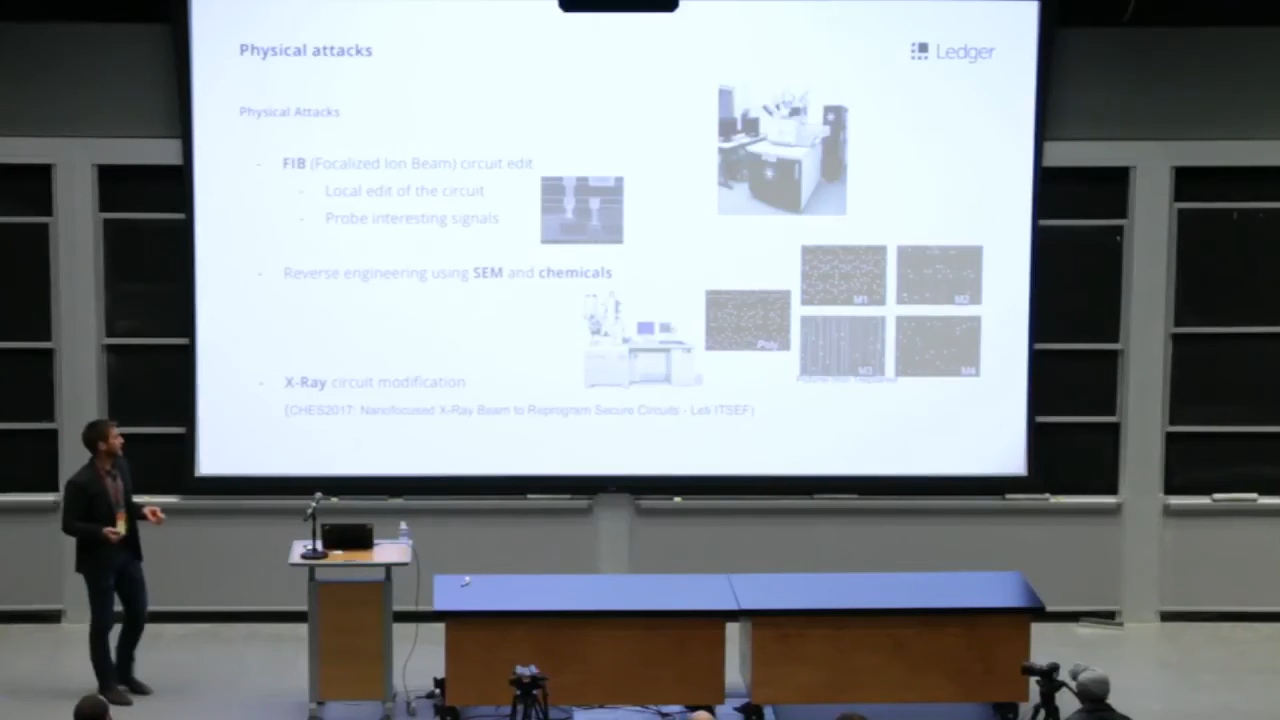 Physical attacks
Ledger
Physical Attacks
- FIB (Focalized Ion Beam) circuit edit
- Local edit of the circuit
- Probe interesting signals
- Reverse engineering using SEM and chemicals
M1
M2
Poly
M3
M4
- X-Ray circuit modification
(CHES2017: Nanofocused X-Ray Beam to Reprogram Secure Circuits - Leti ITSEF)